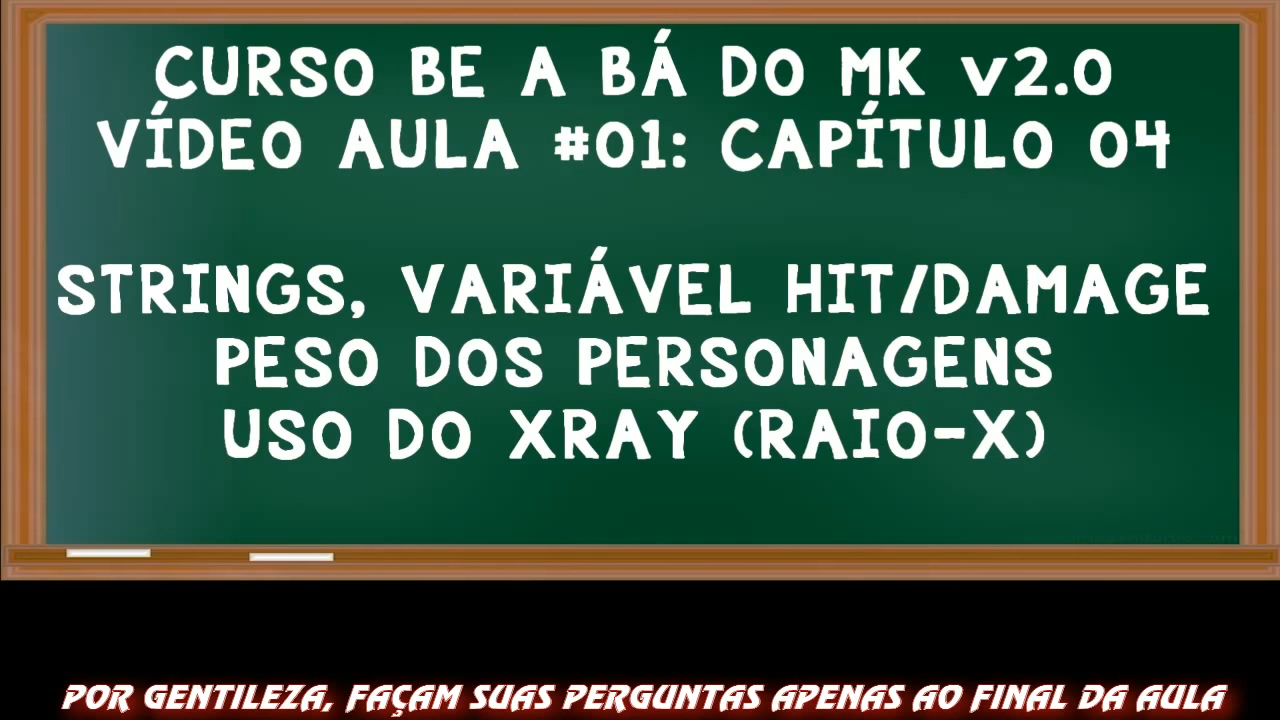 CURSO BE A BÁ DO MK V2.0
VÍDEO AULA #01: CAPÍTULO 04
STRINGS, VARIÁVEL HIT/DAMAGE
PESO DOS PERSONAGENS
USO DO XRAY (RAIO-X)
POR GENTILEZA, FAÇAM SUAS PERGUNTAS APENAS AO FINAL DA AULA